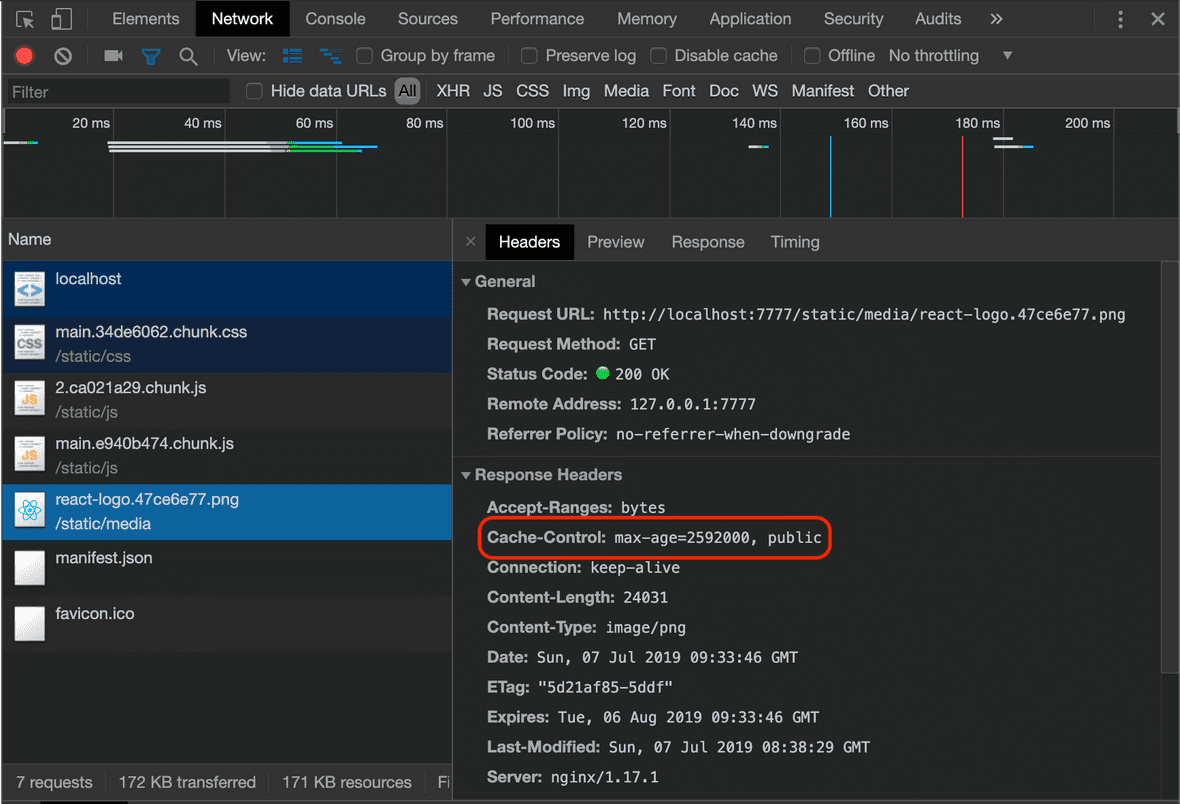 Elements Network Console Sources Performance Memory Application Security Audits »
View: Group by frame Preserve log Disable cache Offline No throttling ▼
Filter Hide data URLs All XHR JS CSS Img Media Font Doc WS Manifest Other
20 ms 40 ms 60 ms 80 ms 100 ms 120 ms 140 ms 160 ms 180 ms 200 ms
Name
localhost
main.34de6062.chunk.css
/static/css
2.ca021a29.chunk.js
/static/js
main.e940b474.chunk.js
/static/js
react-logo.47ce6e77.png
/static/media
manifest.json
favicon.ico
7 requests 172 KB transferred 171 KB resources Fi
× Headers Preview Response Timing
▼ General
Request URL: http://localhost:7777/static/media/react-logo.47ce6e77.png
Request Method: GET
Status Code: 200 OK
Remote Address: 127.0.0.1:7777
Referrer Policy: no-referrer-when-downgrade
▼ Response Headers
Accept-Ranges: bytes
Cache-Control: max-age=2592000, public
Connection: keep-alive
Content-Length: 24031
Content-Type: image/png
Date: Sun, 07 Jul 2019 09:33:46 GMT
ETag: "5d21af85-5ddf"
Expires: Tue, 06 Aug 2019 09:33:46 GMT
Last-Modified: Sun, 07 Jul 2019 08:38:29 GMT
Server: nginx/1.17.1